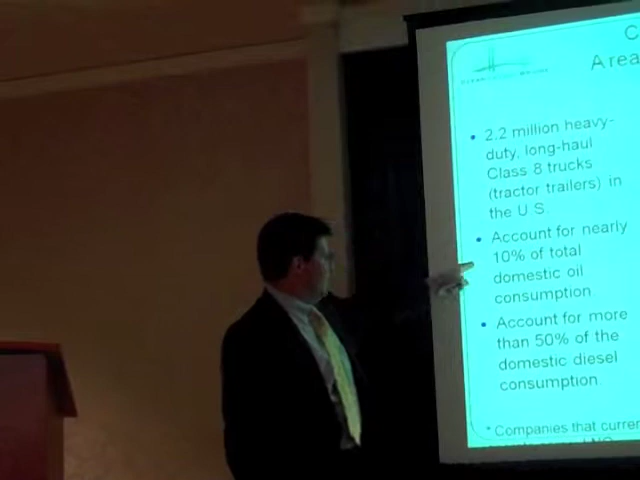 C
Area
• 2.2 million heavy-
duty, long-haul
Class 8 trucks
(tractor trailers) in
the U.S.
• Account for nearly
10% of total
domestic oil
consumption
• Account for more
than 50% of the
domestic diesel
consumption
* Companies that curren